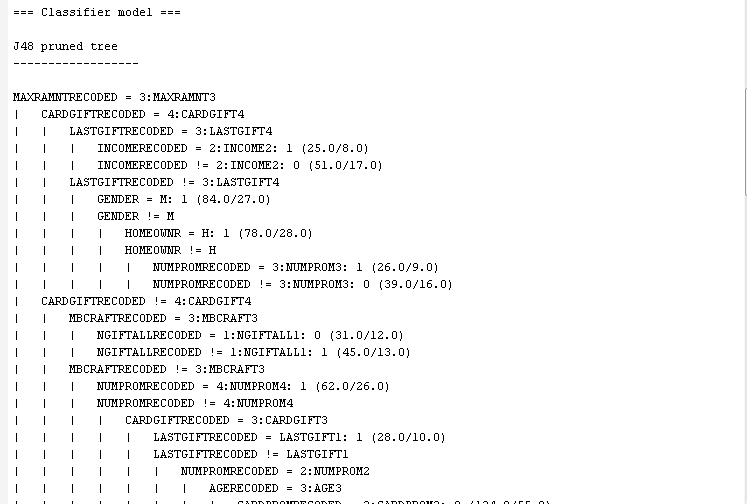 === Classifier model ===
J48 pruned tree
------------------
MAXRAMNTRECODED = 3:MAXRAMNT3
|   CARDGIFTRECODED = 4:CARDGIFT4
|   |   LASTGIFTRECODED = 3:LASTGIFT4
|   |   |   INCOMERECODED = 2:INCOME2: 1 (25.0/8.0)
|   |   |   INCOMERECODED != 2:INCOME2: 0 (51.0/17.0)
|   |   LASTGIFTRECODED != 3:LASTGIFT4
|   |   |   GENDER = M: 1 (84.0/27.0)
|   |   |   GENDER != M
|   |   |   |   HOMEOWNR = H: 1 (78.0/28.0)
|   |   |   |   HOMEOWNR != H
|   |   |   |   |   NUMPROMRECODED = 3:NUMPROM3: 1 (26.0/9.0)
|   |   |   |   |   NUMPROMRECODED != 3:NUMPROM3: 0 (39.0/16.0)
|   CARDGIFTRECODED != 4:CARDGIFT4
|   |   MBCRAFTRECODED = 3:MBCRAFT3
|   |   |   NGIFTALLRECODED = 1:NGIFTALL1: 0 (31.0/12.0)
|   |   |   NGIFTALLRECODED != 1:NGIFTALL1: 1 (45.0/13.0)
|   |   MBCRAFTRECODED != 3:MBCRAFT3
|   |   |   NUMPROMRECODED = 4:NUMPROM4: 1 (62.0/26.0)
|   |   |   NUMPROMRECODED != 4:NUMPROM4
|   |   |   |   CARDGIFTRECODED = 3:CARDGIFT3
|   |   |   |   |   LASTGIFTRECODED = LASTGIFT1: 1 (28.0/10.0)
|   |   |   |   |   LASTGIFTRECODED != LASTGIFT1
|   |   |   |   |   |   NUMPROMRECODED = 2:NUMPROM2
|   |   |   |   |   |   |   AGERECODED = 3:AGE3